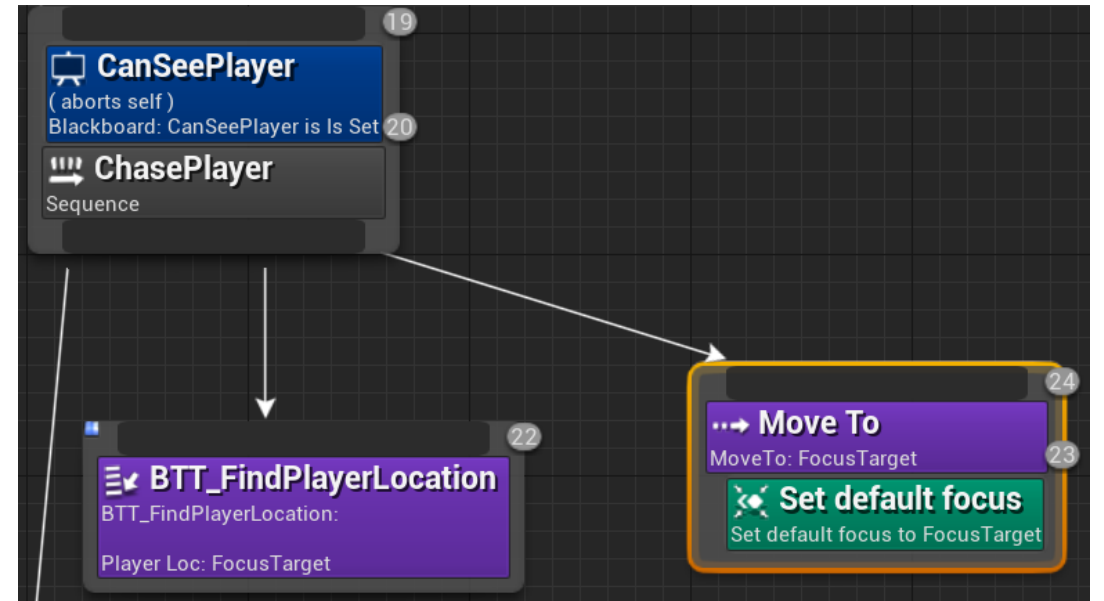 19
CanSeePlayer
( aborts self )
Blackboard: CanSeePlayer is Is Set
20
ChasePlayer
Sequence
22
BTT_FindPlayerLocation
BTT_FindPlayerLocation:
Player Loc: FocusTarget
24
Move To
MoveTo: FocusTarget
23
Set default focus
Set default focus to FocusTarget